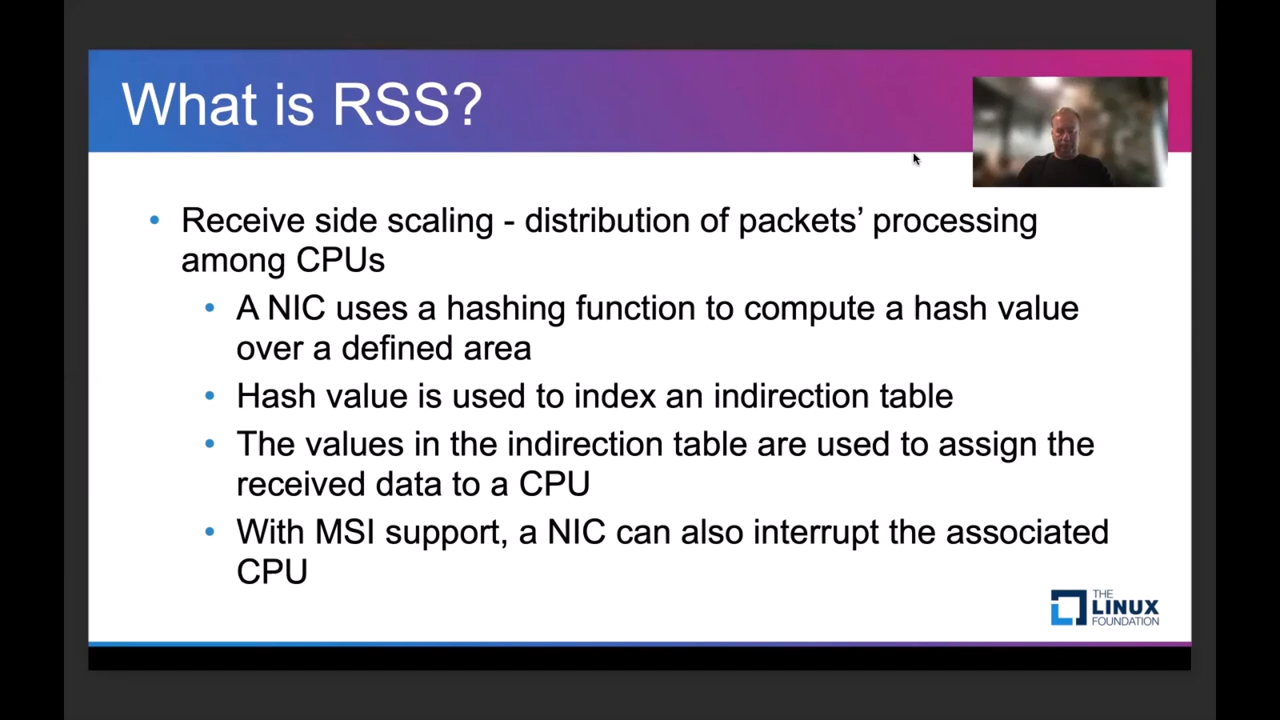 What is RSS?
• Receive side scaling - distribution of packets’ processing
among CPUs
• A NIC uses a hashing function to compute a hash value
over a defined area
• Hash value is used to index an indirection table
• The values in the indirection table are used to assign the
received data to a CPU
• With MSI support, a NIC can also interrupt the associated
CPU
THE
LINUX
FOUNDATION